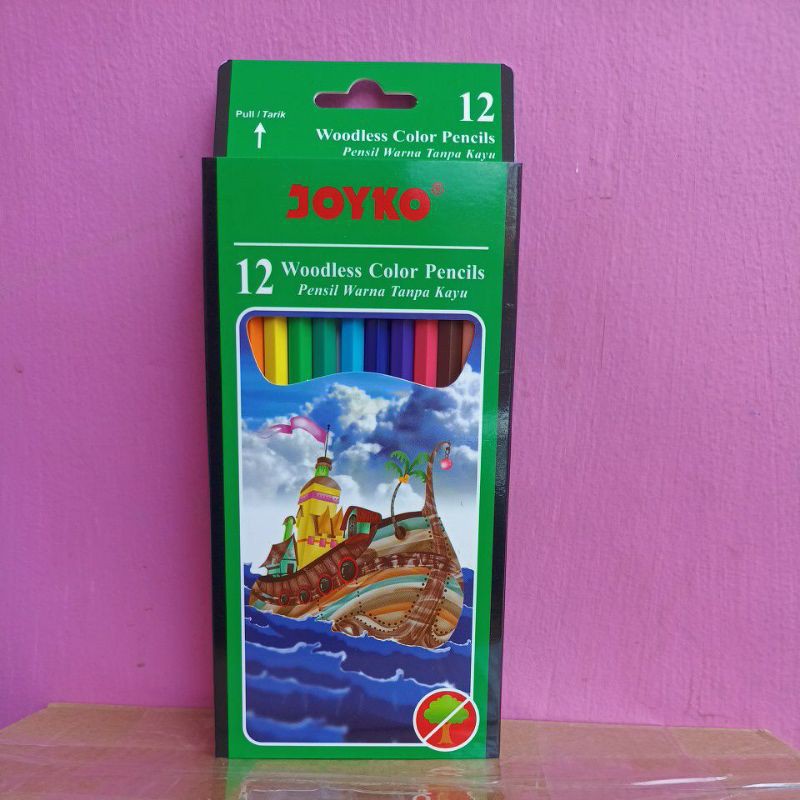 Pull / Tarik
12
Woodless Color Pencils
Pensil Warna Tanpa Kayu
JOYKO®
12 Woodless Color Pencils
Pensil Warna Tanpa Kayu